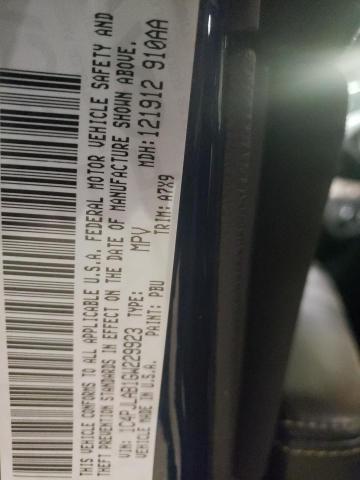 THIS VEHICLE CONFORMS TO ALL APPLICABLE U.S.A. FEDERAL MOTOR VEHICLE SAFETY AND
THEFT PREVENTION STANDARDS IN EFFECT ON THE DATE OF MANUFACTURE SHOWN ABOVE.
VIN: 1C4PJLAB1GW229923 TYPE: MPV MDH: 121912 910AA
VEHICLE MADE IN U.S.A. PAINT: PBU TRIM: A7X9